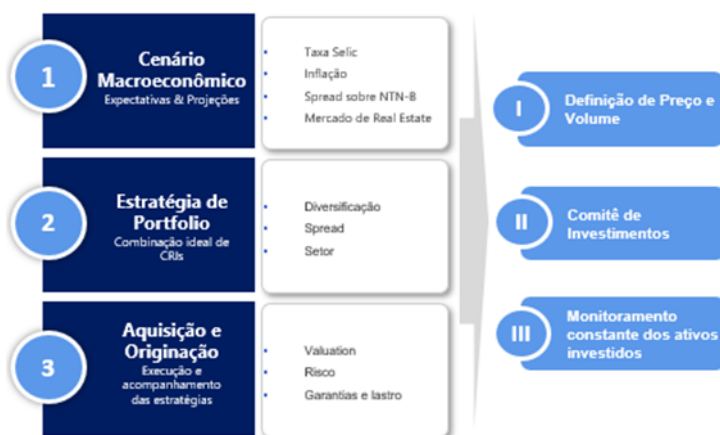 1
Cenário
Macroeconômico
Expectativas & Projeções
Taxa Selic
Inflação
Spread sobre NTN-B
Mercado de Real Estate
2
Estratégia de
Portfolio
Combinação ideal de
CRIs
Diversificação
Spread
Setor
3
Aquisição e
Originação
Execução e
acompanhamento
das estratégias
Valuation
Risco
Garantias e lastro
I
Definição de Preço e
Volume
II
Comitê de
Investimentos
III
Monitoramento
constante dos ativos
investidos